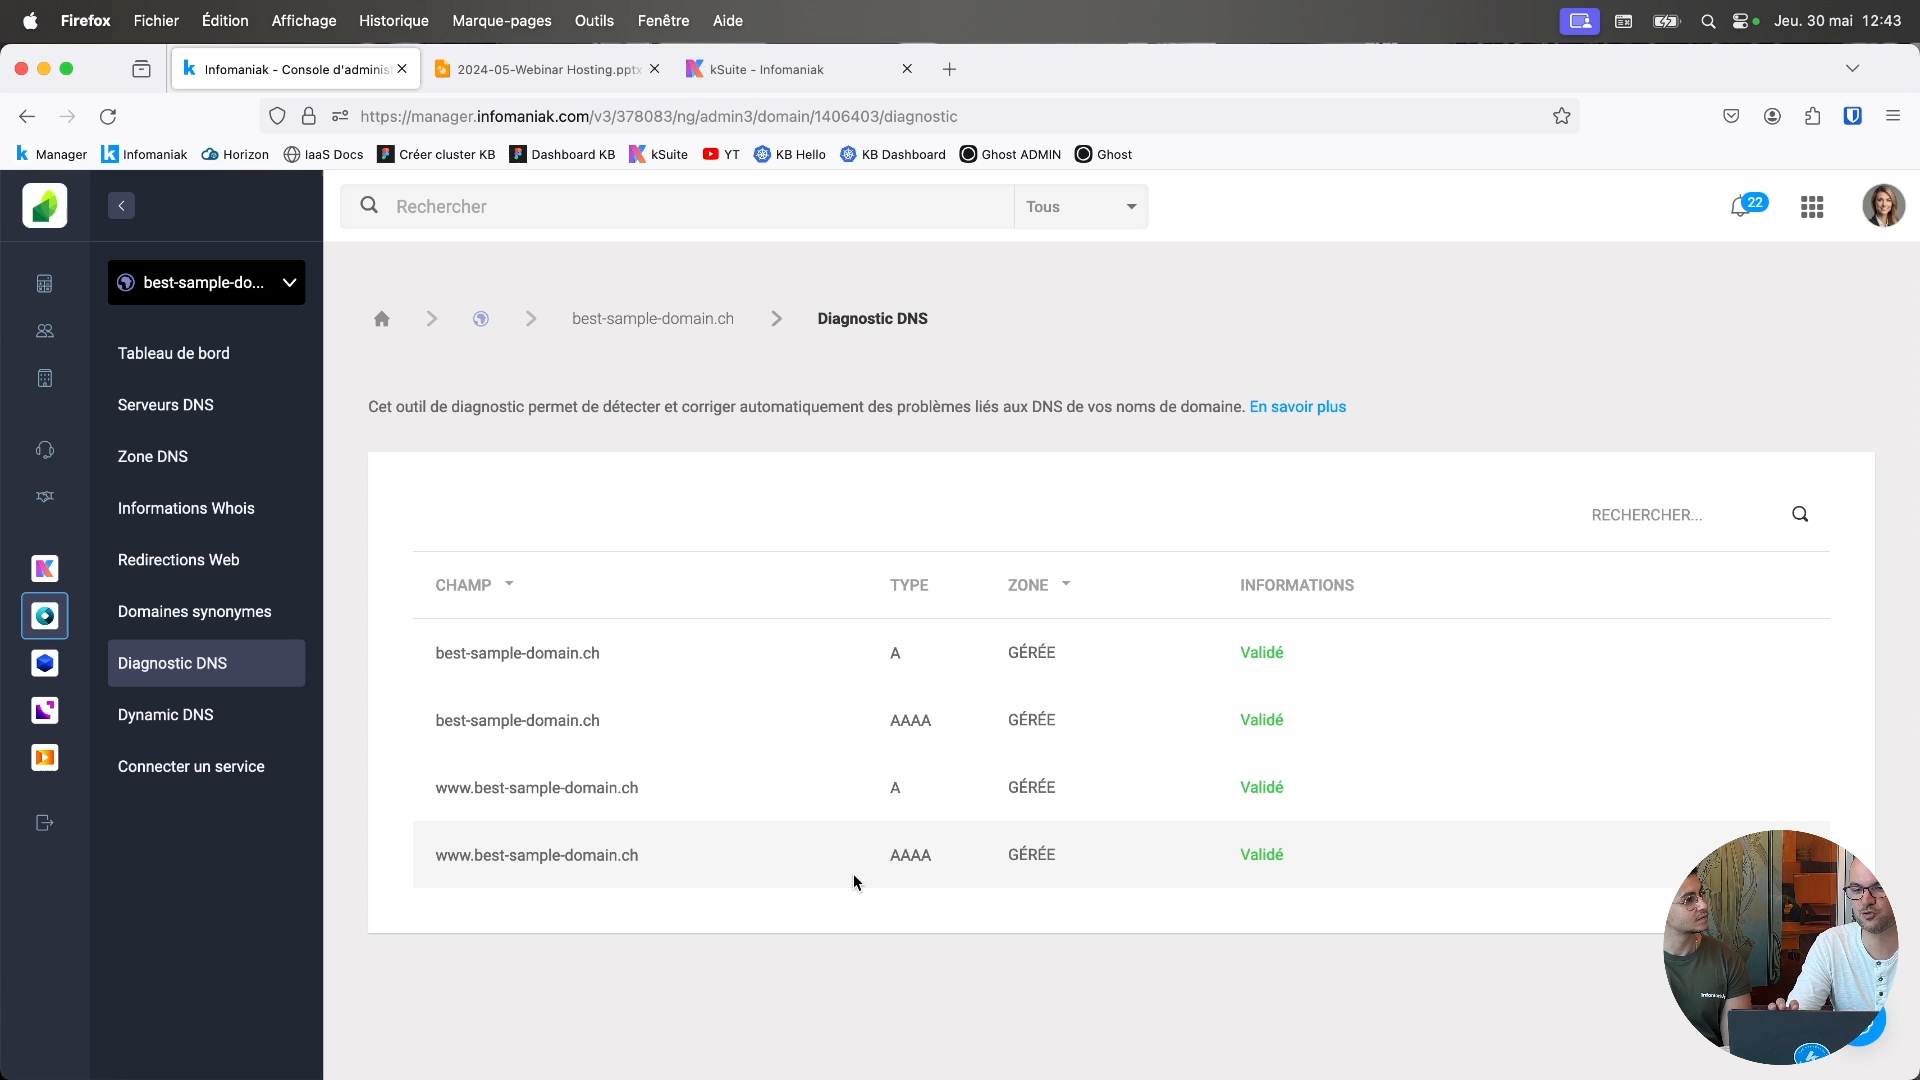 Firefox Fichier Édition Affichage Historique Marque-pages Outils Fenêtre Aide Jeu. 30 mai 12:43
Infomaniak - Console d'adminis 2024-05-Webinar Hosting.pptx kSuite - Infomaniak
https://manager.infomaniak.com/v3/378083/ng/admin3/domain/1406403/diagnostic
Manager Infomaniak Horizon IaaS Docs Créer cluster KB Dashboard KB kSuite YT KB Hello KB Dashboard Ghost ADMIN Ghost
Rechercher Tous 22
best-sample-do...
best-sample-domain.ch Diagnostic DNS
Tableau de bord
Serveurs DNS
Zone DNS
Informations Whois
Redirections Web
Domaines synonymes
Diagnostic DNS
Dynamic DNS
Connecter un service
Cet outil de diagnostic permet de détecter et corriger automatiquement des problèmes liés aux DNS de vos noms de domaine. En savoir plus
RECHERCHER...
CHAMP TYPE ZONE INFORMATIONS
best-sample-domain.ch A GÉRÉE Validé
best-sample-domain.ch AAAA GÉRÉE Validé
www.best-sample-domain.ch A GÉRÉE Validé
www.best-sample-domain.ch AAAA GÉRÉE Validé